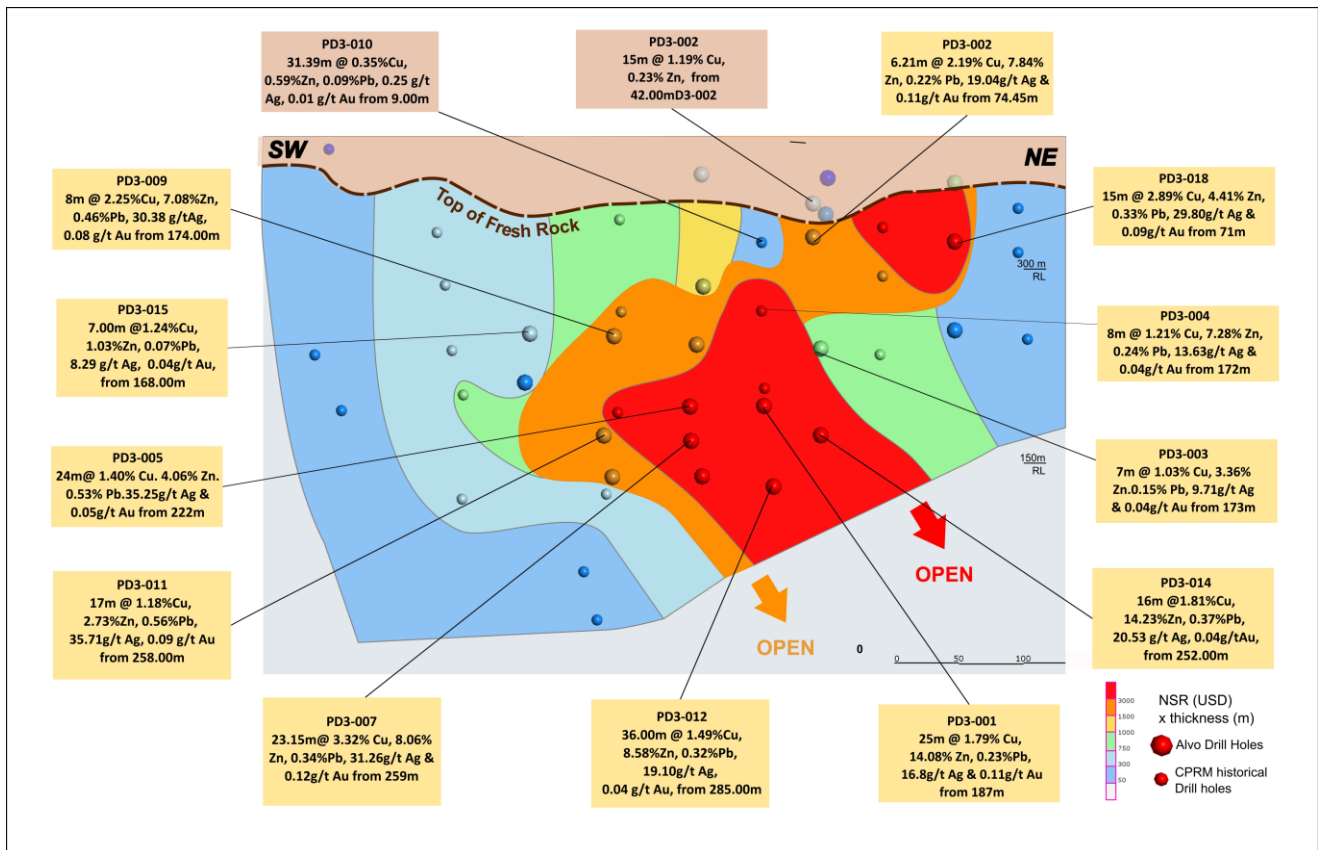 PD3-010
31.39m @ 0.35%Cu,
0.59%Zn, 0.09%Pb, 0.25 g/t
Ag, 0.01 g/t Au from 9.00m
PD3-002
15m @ 1.19% Cu,
0.23% Zn, from
42.00mD3-002
PD3-002
6.21m @ 2.19% Cu, 7.84%
Zn, 0.22% Pb, 19.04g/t Ag &
0.11g/t Au from 74.45m
SW
NE
PD3-009
8m @ 2.25%Cu, 7.08%Zn,
0.46%Pb, 30.38 g/tAg,
0.08 g/t Au from 174.00m
Top of Fresh Rock
PD3-018
15m @ 2.89% Cu, 4.41% Zn,
0.33% Pb, 29.80g/t Ag &
0.09g/t Au from 71m
300 m
RL
PD3-015
7.00m @1.24%Cu,
1.03%Zn, 0.07%Pb,
8.29 g/t Ag, 0.04g/t Au,
from 168.00m
PD3-004
8m @ 1.21% Cu, 7.28% Zn,
0.24% Pb, 13.63g/t Ag &
0.04g/t Au from 172m
PD3-005
24m@ 1.40% Cu. 4.06% Zn.
0.53% Pb.35.25g/t Ag &
0.05g/t Au from 222m
150m
RL
PD3-003
7m @ 1.03% Cu, 3.36%
Zn.0.15% Pb, 9.71g/t Ag
& 0.04g/t Au from 173m
PD3-011
17m @ 1.18%Cu,
2.73%Zn, 0.56%Pb,
35.71g/t Ag, 0.09 g/t Au
from 258.00m
OPEN
OPEN
PD3-014
16m @1.81%Cu,
14.23%Zn, 0.37%Pb,
20.53 g/t Ag, 0.04g/tAu,
from 252.00m
0
0 50 100
PD3-007
23.15m@ 3.32% Cu, 8.06%
Zn, 0.34%Pb, 31.26g/t Ag &
0.12g/t Au from 259m
PD3-012
36.00m @ 1.49%Cu,
8.58%Zn, 0.32%Pb,
19.10g/t Ag,
0.04 g/t Au, from 285.00m
PD3-001
25m @ 1.79% Cu,
14.08% Zn, 0.23%Pb,
16.8g/t Ag & 0.11g/t Au
from 187m
3000
1500
1000
750
300
50
NSR (USD)
x thickness (m)
Alvo Drill Holes
CPRM historical
Drill holes